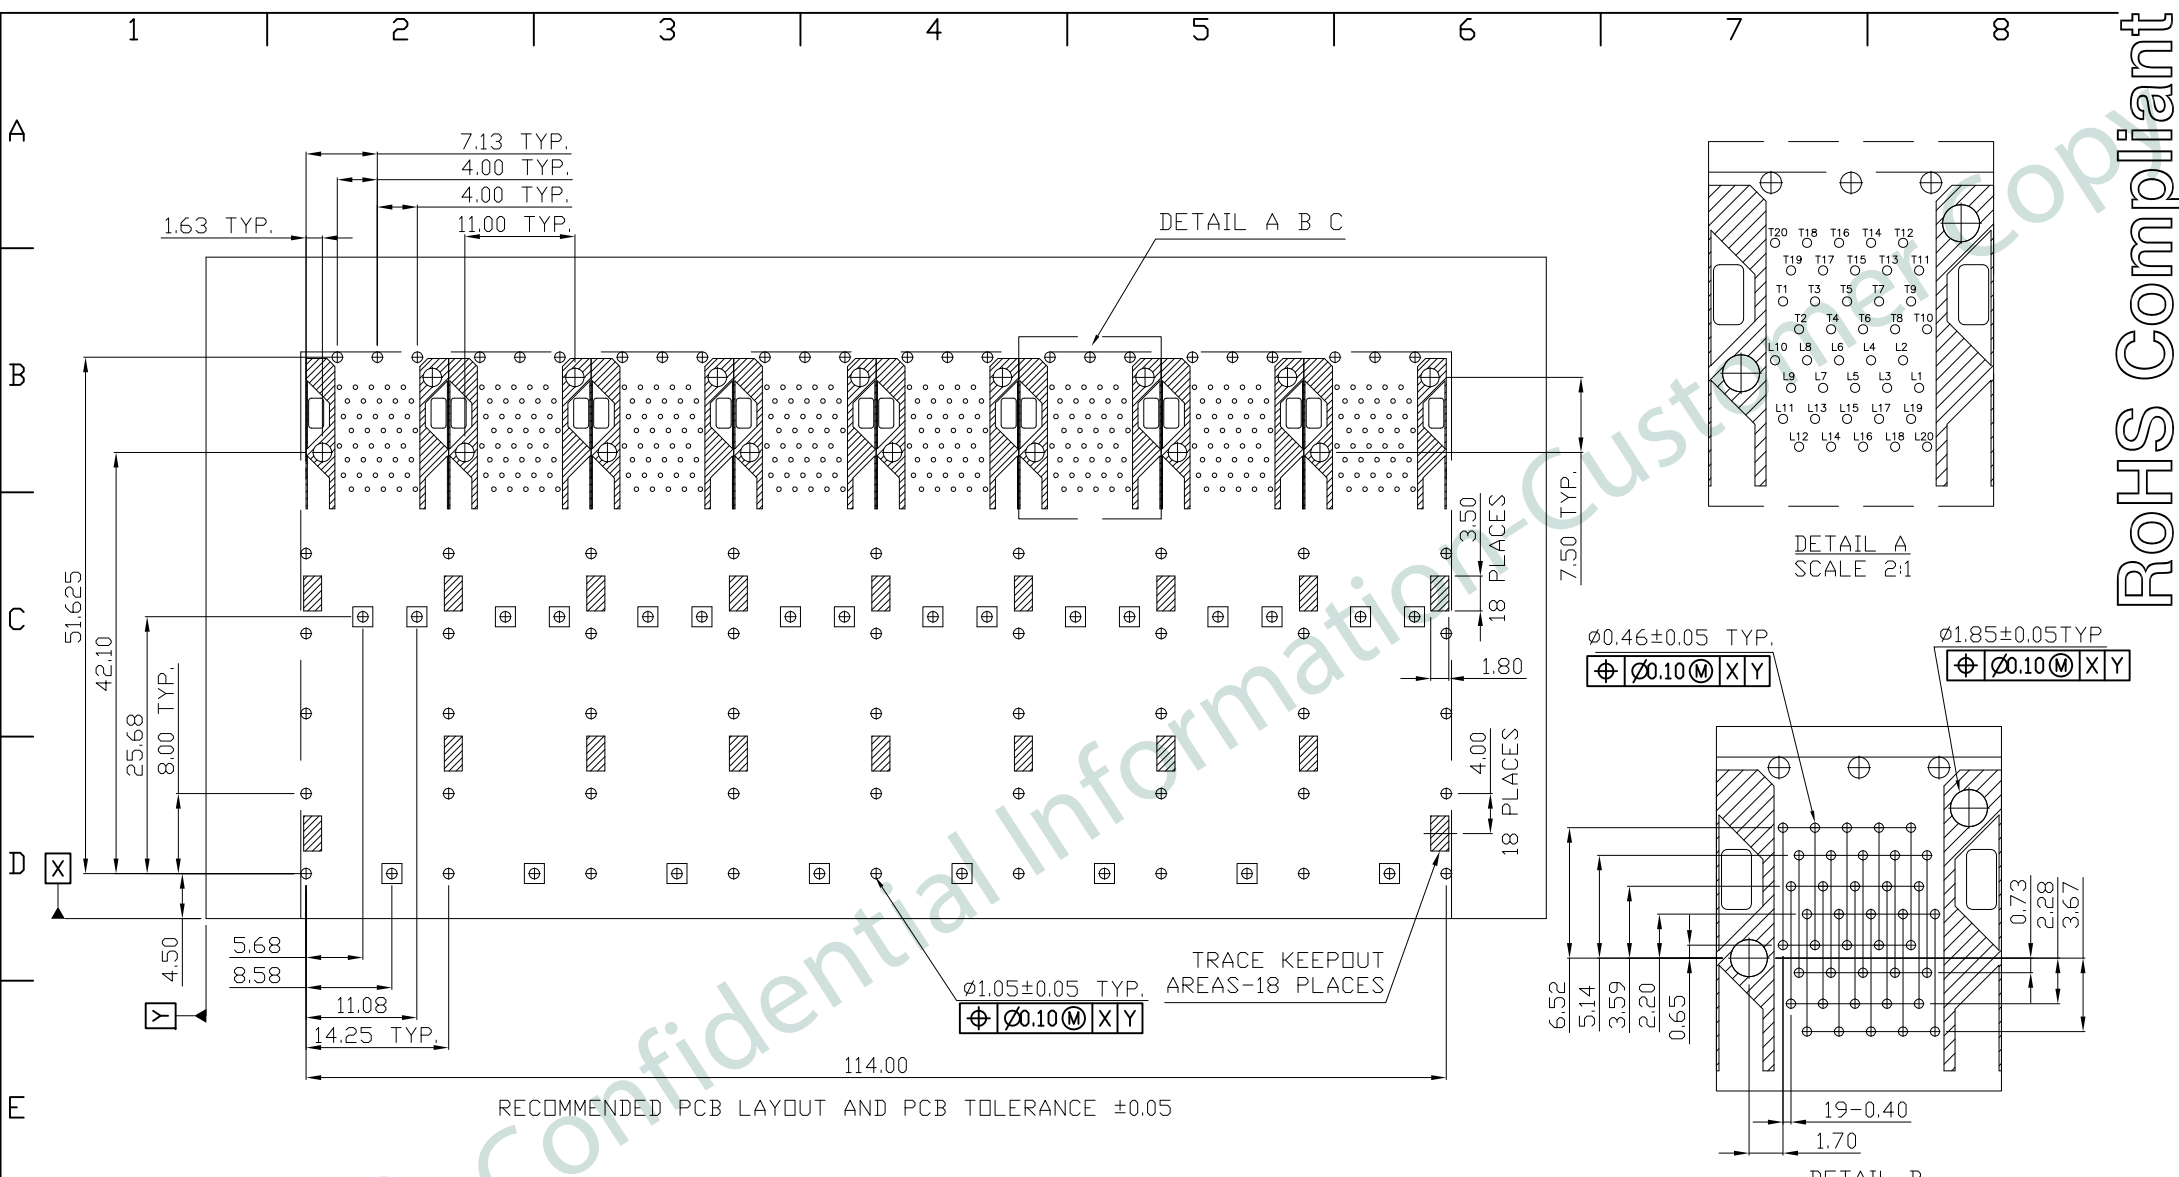 1 2 3 4 5 6 7 8
RoHS Compliant
A
7.13 TYP.
4.00 TYP.
4.00 TYP.
1.63 TYP.
11.00 TYP.
DETAIL A B C
T20 T18 T16 T14 T12
T19 T17 T15 T13 T11
T1 T3 T5 T7 T9
T2 T4 T6 T8 T10
L10 L8 L6 L4 L2
L9 L7 L5 L3 L1
L11 L13 L15 L17 L19
L12 L14 L16 L18 L20
DETAIL A
SCALE 2:1
B
7.50 TYP.
3.50
18 PLACES
C
51.625
42.10
25.68
8.00 TYP.
1.80
4.00
18 PLACES
Ø0.46±0.05 TYP.
⌖ Ø0.10 Ⓜ X Y
Ø1.85±0.05TYP
⌖ Ø0.10 Ⓜ X Y
D
X
4.50
Y
5.68
8.58
11.08
14.25 TYP.
114.00
Ø1.05±0.05 TYP.
⌖ Ø0.10 Ⓜ X Y
TRACE KEEPOUT
AREAS-18 PLACES
6.52
5.14
3.59
2.20
0.65
0.73
2.28
3.67
19-0.40
1.70
E
RECOMMENDED PCB LAYOUT AND PCB TOLERANCE ±0.05
DETAIL B
Confidential Information-Customer Copy